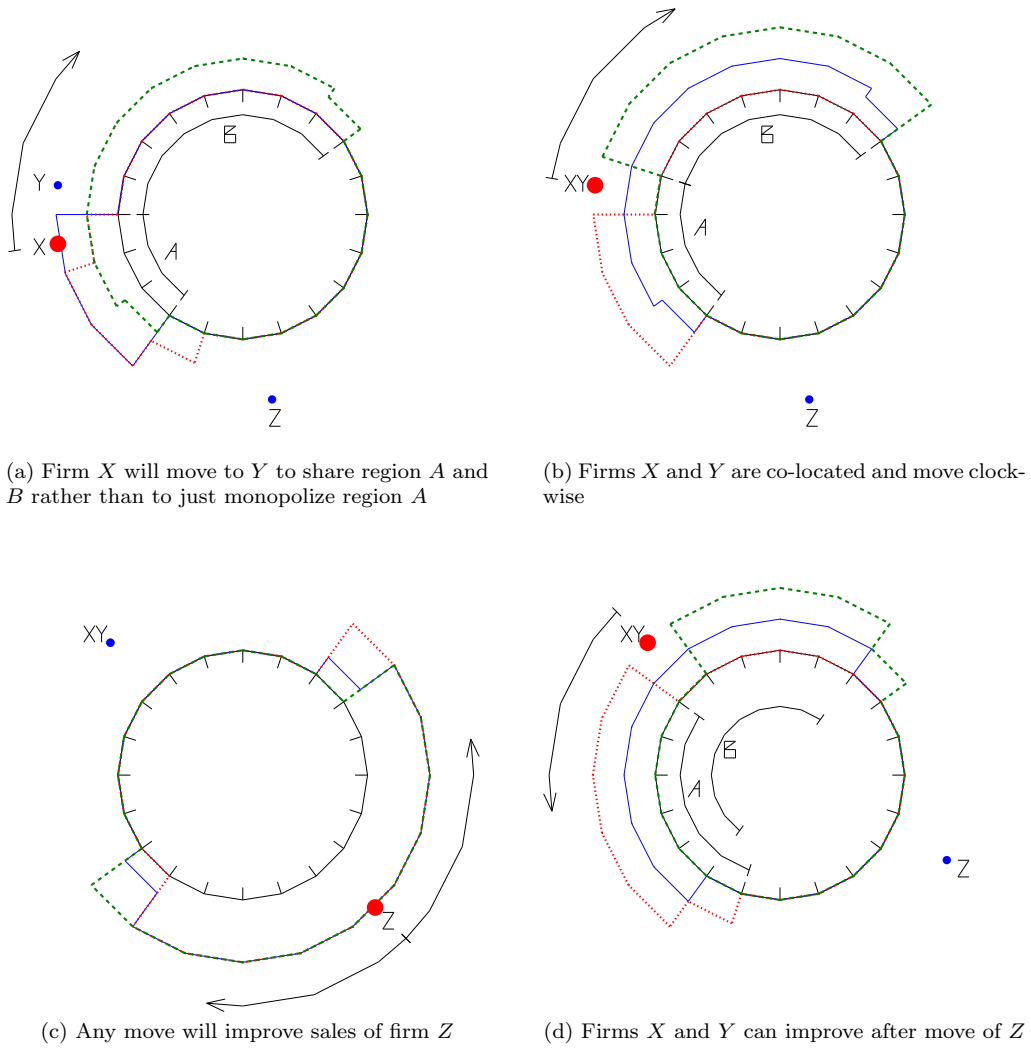 Y
X
A
B
Z
XY
A
B
Z
(a) Firm X will move to Y to share region A and
B rather than to just monopolize region A
(b) Firms X and Y are co-located and move clock-
wise
XY
Z
XY
A
B
Z
(c) Any move will improve sales of firm Z
(d) Firms X and Y can improve after move of Z